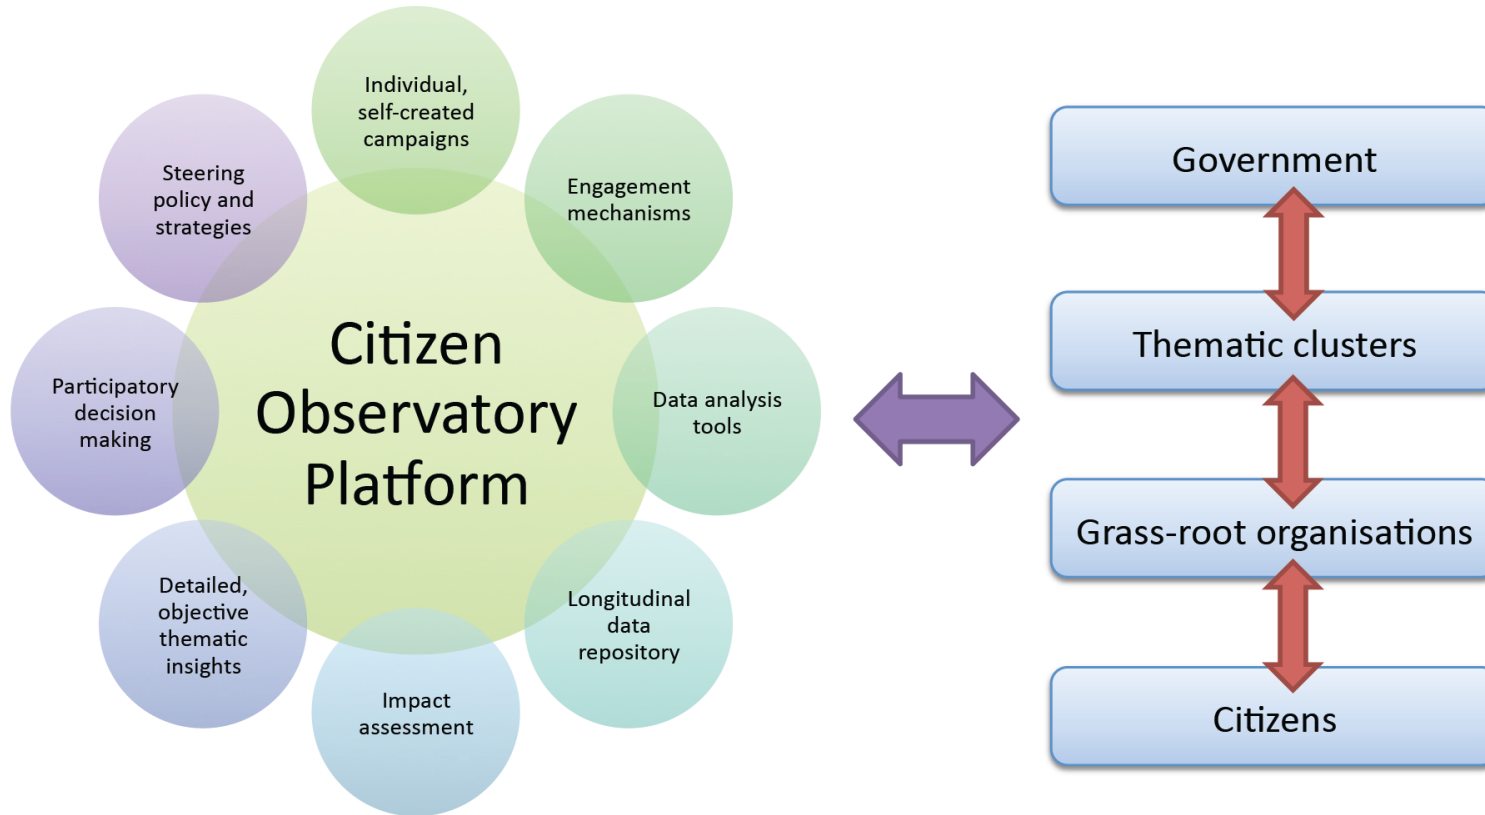 Individual,
self-created
campaigns
Engagement
mechanisms
Data analysis
tools
Longitudinal
data
repository
Impact
assessment
Detailed,
objective
thematic
insights
Participatory
decision
making
Steering
policy and
strategies
Citizen
Observatory
Platform
Government
Thematic clusters
Grass-root organisations
Citizens